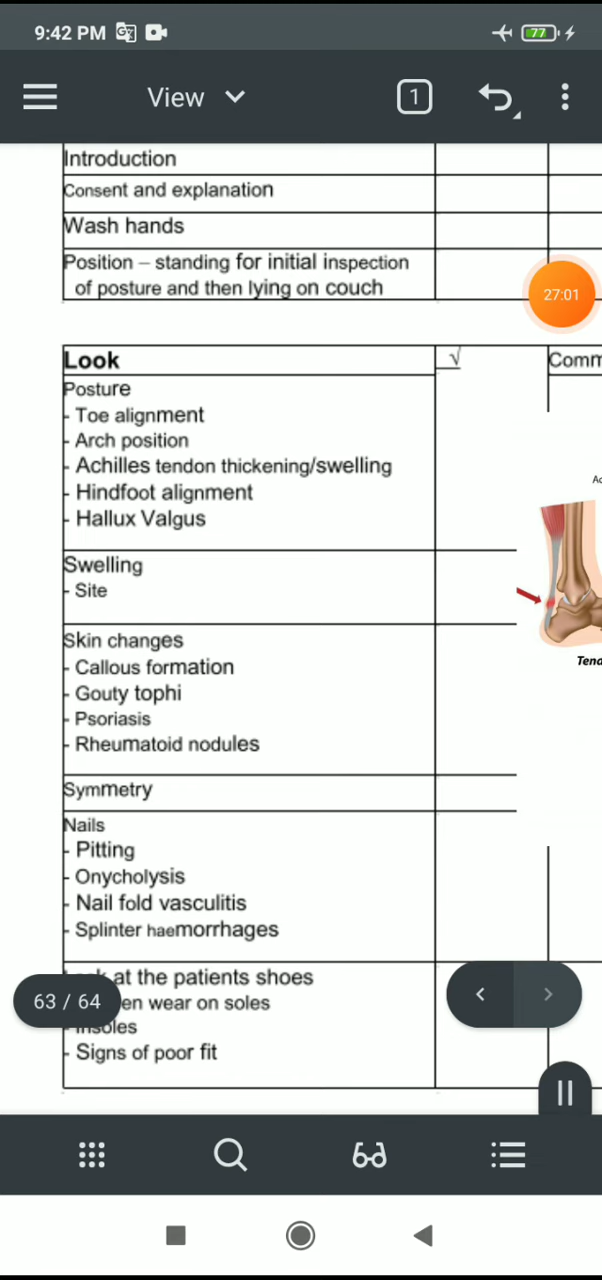 9:42 PM
77
View
1
Introduction
Consent and explanation
Wash hands
Position – standing for initial inspection
of posture and then lying on couch
27:01
Look √ Comm
Posture
- Toe alignment
- Arch position
- Achilles tendon thickening/swelling
Ac
- Hindfoot alignment
- Hallux Valgus
Swelling
- Site
Skin changes
Tend
- Callous formation
- Gouty tophi
- Psoriasis
- Rheumatoid nodules
Symmetry
Nails
- Pitting
- Onycholysis
- Nail fold vasculitis
- Splinter haemorrhages
at the patients shoes
63 / 64
en wear on soles
- Insoles
- Signs of poor fit